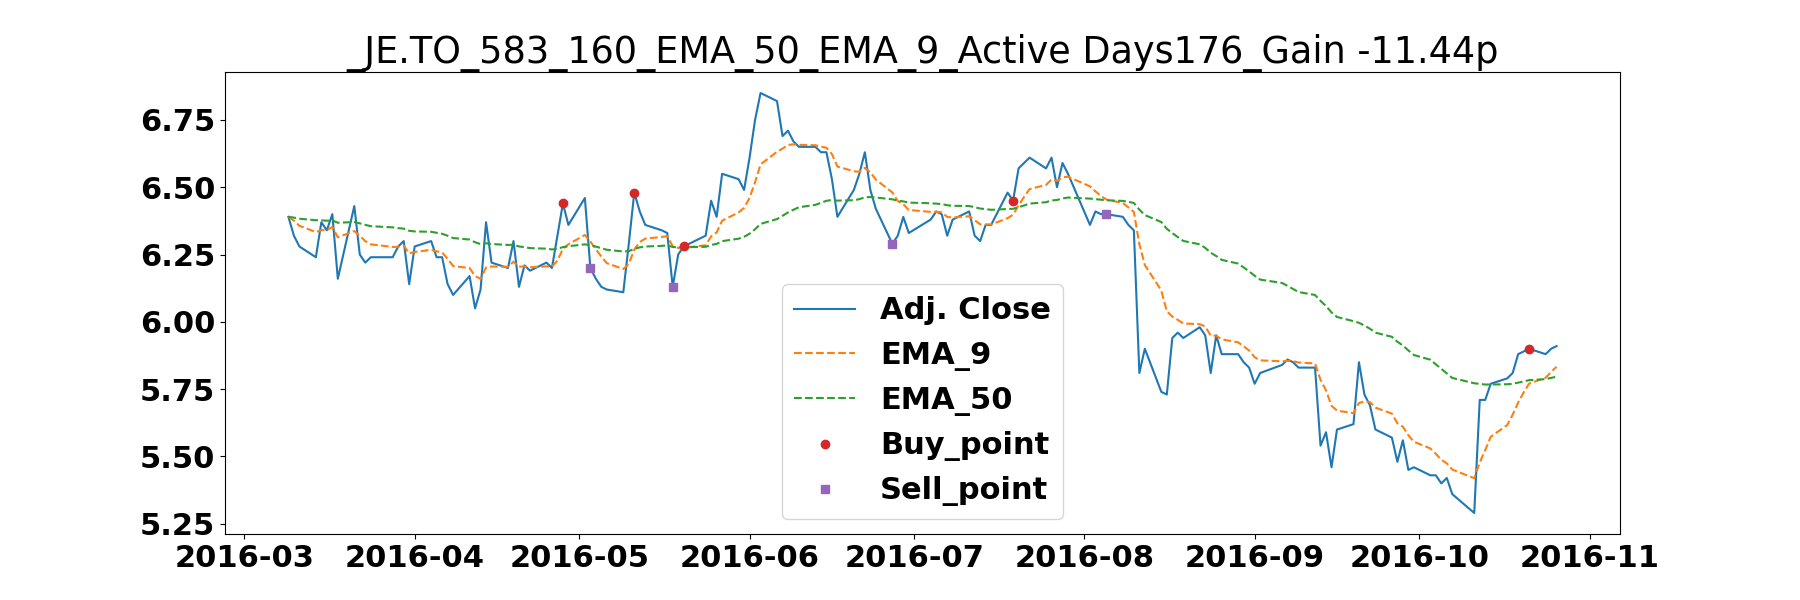 _JE.TO_583_160_EMA_50_EMA_9_Active Days176_Gain -11.44p
6.75
6.50
6.25
6.00
5.75
5.50
5.25
Adj. Close
EMA_9
EMA_50
Buy_point
Sell_point
2016-03 2016-04 2016-05 2016-06 2016-07 2016-08 2016-09 2016-10 2016-11